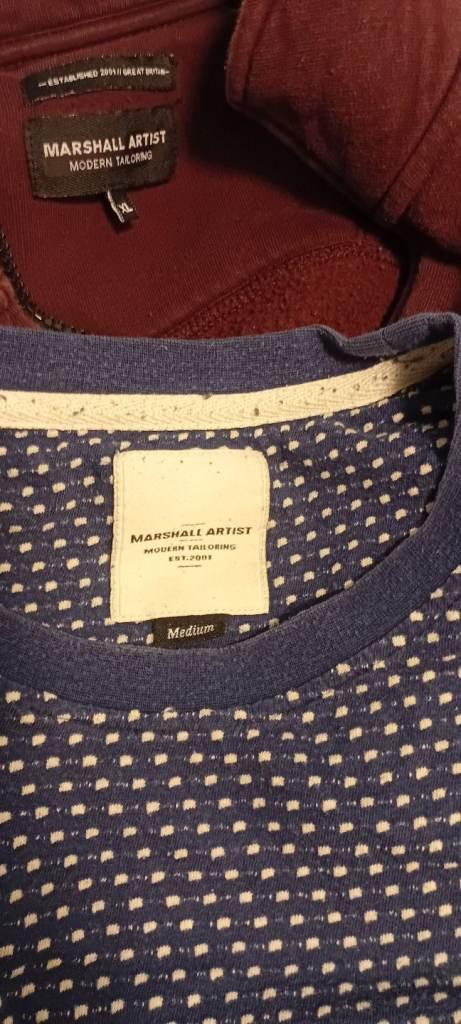 ESTABLISHED 2001 // GREAT BRITAIN
MARSHALL ARTIST
MODERN TAILORING
XL
MARSHALL ARTIST
MODERN TAILORING
EST.2001
Medium